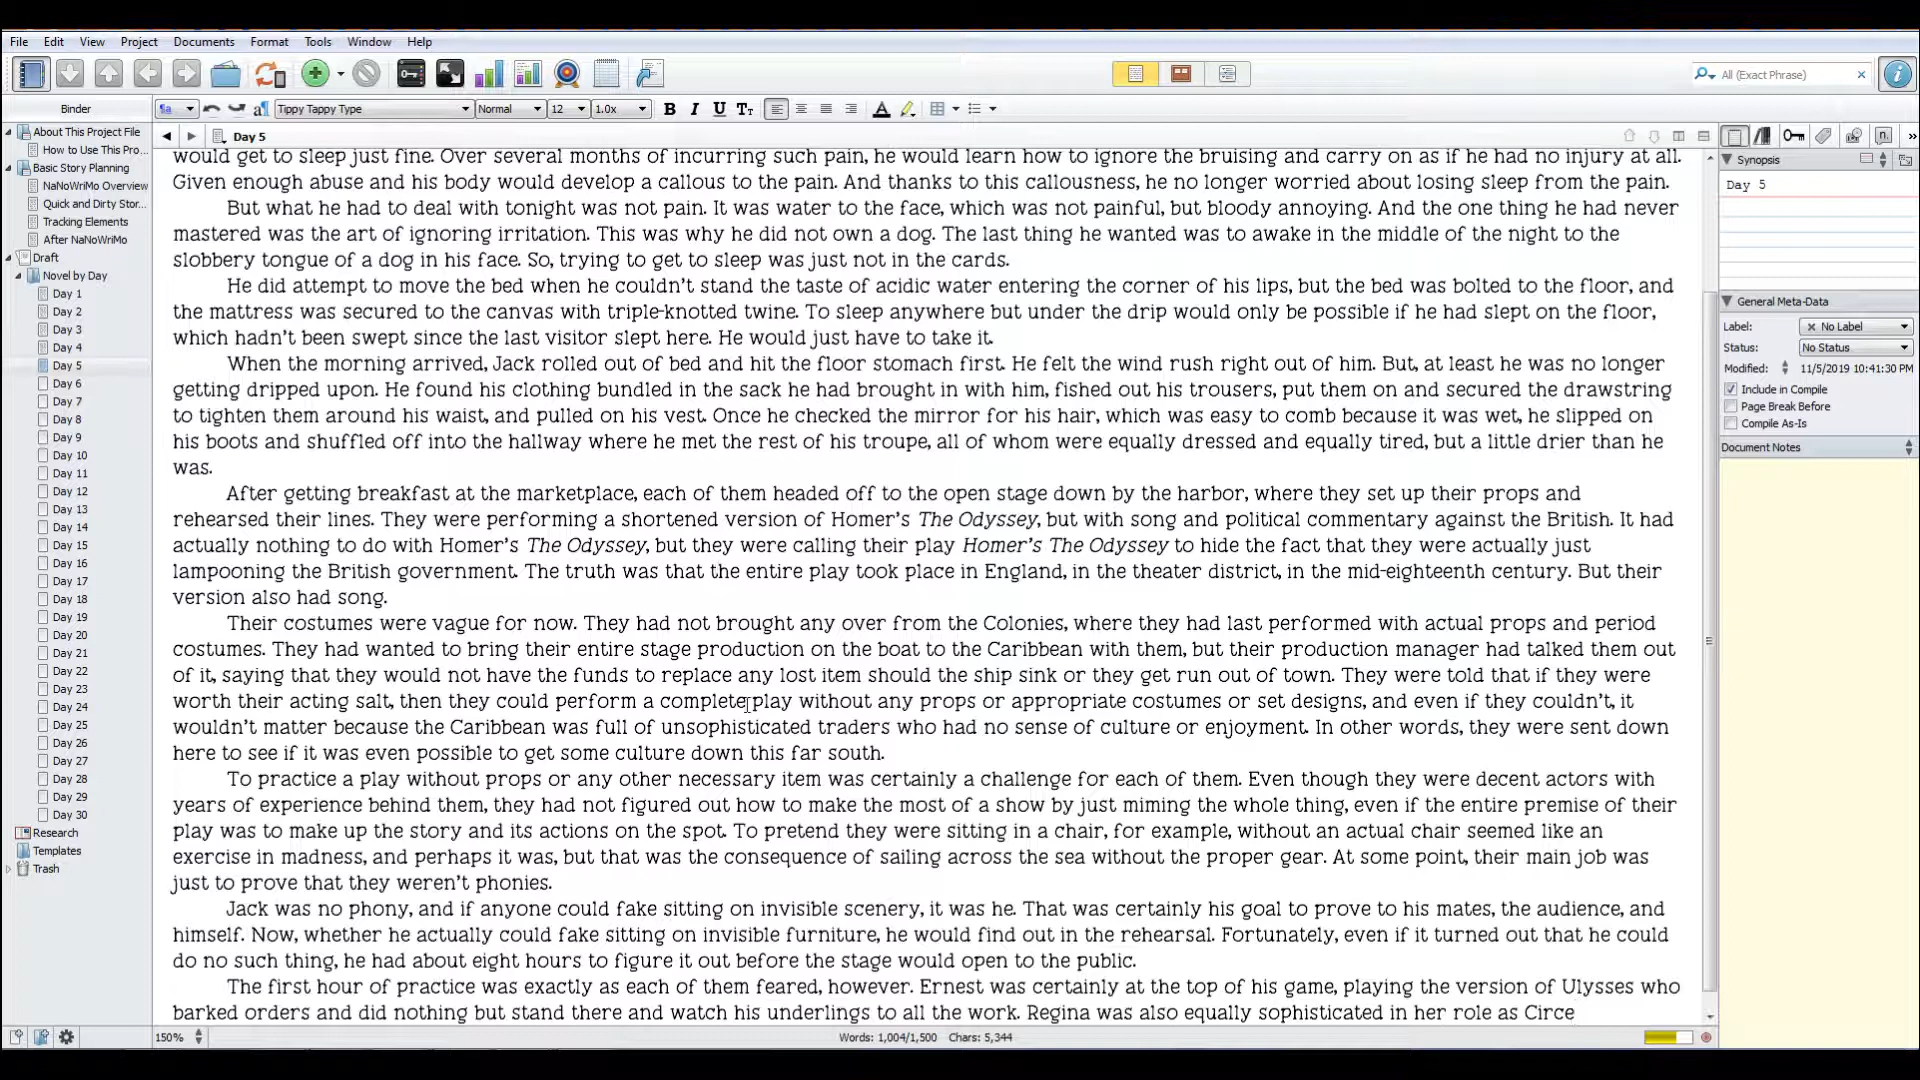 File Edit View Project Documents Format Tools Window Help
All (Exact Phrase)
Binder
Tippy Tappy Type Normal 12 1.0x B I U
Day 5
About This Project File
How to Use This Pro...
Basic Story Planning
NaNoWriMo Overview
Quick and Dirty Stor...
Tracking Elements
After NaNoWriMo
Draft
Novel by Day
Day 1
Day 2
Day 3
Day 4
Day 5
Day 6
Day 7
Day 8
Day 9
Day 10
Day 11
Day 12
Day 13
Day 14
Day 15
Day 16
Day 17
Day 18
Day 19
Day 20
Day 21
Day 22
Day 23
Day 24
Day 25
Day 26
Day 27
Day 28
Day 29
Day 30
Research
Templates
Trash
would get to sleep just fine. Over several months of incurring such pain, he would learn how to ignore the bruising and carry on as if he had no injury at all.
Given enough abuse and his body would develop a callous to the pain. And thanks to this callousness, he no longer worried about losing sleep from the pain.
But what he had to deal with tonight was not pain. It was water to the face, which was not painful, but bloody annoying. And the one thing he had never
mastered was the art of ignoring irritation. This was why he did not own a dog. The last thing he wanted was to awake in the middle of the night to the
slobbery tongue of a dog in his face. So, trying to get to sleep was just not in the cards.
He did attempt to move the bed when he couldn't stand the taste of acidic water entering the corner of his lips, but the bed was bolted to the floor, and
the mattress was secured to the canvas with triple-knotted twine. To sleep anywhere but under the drip would only be possible if he had slept on the floor,
which hadn't been swept since the last visitor slept here. He would just have to take it.
When the morning arrived, Jack rolled out of bed and hit the floor stomach first. He felt the wind rush right out of him. But, at least he was no longer
getting dripped upon. He found his clothing bundled in the sack he had brought in with him, fished out his trousers, put them on and secured the drawstring
to tighten them around his waist, and pulled on his vest. Once he checked the mirror for his hair, which was easy to comb because it was wet, he slipped on
his boots and shuffled off into the hallway where he met the rest of his troupe, all of whom were equally dressed and equally tired, but a little drier than he
was.
After getting breakfast at the marketplace, each of them headed off to the open stage down by the harbor, where they set up their props and
rehearsed their lines. They were performing a shortened version of Homer's The Odyssey, but with song and political commentary against the British. It had
actually nothing to do with Homer's The Odyssey, but they were calling their play Homer's The Odyssey to hide the fact that they were actually just
lampooning the British government. The truth was that the entire play took place in England, in the theater district, in the mid-eighteenth century. But their
version also had song.
Their costumes were vague for now. They had not brought any over from the Colonies, where they had last performed with actual props and period
costumes. They had wanted to bring their entire stage production on the boat to the Caribbean with them, but their production manager had talked them out
of it, saying that they would not have the funds to replace any lost item should the ship sink or they get run out of town. They were told that if they were
worth their acting salt, then they could perform a complete play without any props or appropriate costumes or set designs, and even if they couldn't, it
wouldn't matter because the Caribbean was full of unsophisticated traders who had no sense of culture or enjoyment. In other words, they were sent down
here to see if it was even possible to get some culture down this far south.
To practice a play without props or any other necessary item was certainly a challenge for each of them. Even though they were decent actors with
years of experience behind them, they had not figured out how to make the most of a show by just miming the whole thing, even if the entire premise of their
play was to make up the story and its actions on the spot. To pretend they were sitting in a chair, for example, without an actual chair seemed like an
exercise in madness, and perhaps it was, but that was the consequence of sailing across the sea without the proper gear. At some point, their main job was
just to prove that they weren't phonies.
Jack was no phony, and if anyone could fake sitting on invisible scenery, it was he. That was certainly his goal to prove to his mates, the audience, and
himself. Now, whether he actually could fake sitting on invisible furniture, he would find out in the rehearsal. Fortunately, even if it turned out that he could
do no such thing, he had about eight hours to figure it out before the stage would open to the public.
The first hour of practice was exactly as each of them feared, however. Ernest was certainly at the top of his game, playing the version of Ulysses who
barked orders and did nothing but stand there and watch his underlings to all the work. Regina was also equally sophisticated in her role as Circe
150% Words: 1,004/1,500 Chars: 5,344
Synopsis
Day 5
General Meta-Data
Label: No Label
Status: No Status
Modified: 11/5/2019 10:41:30 PM
Include in Compile
Page Break Before
Compile As-Is
Document Notes